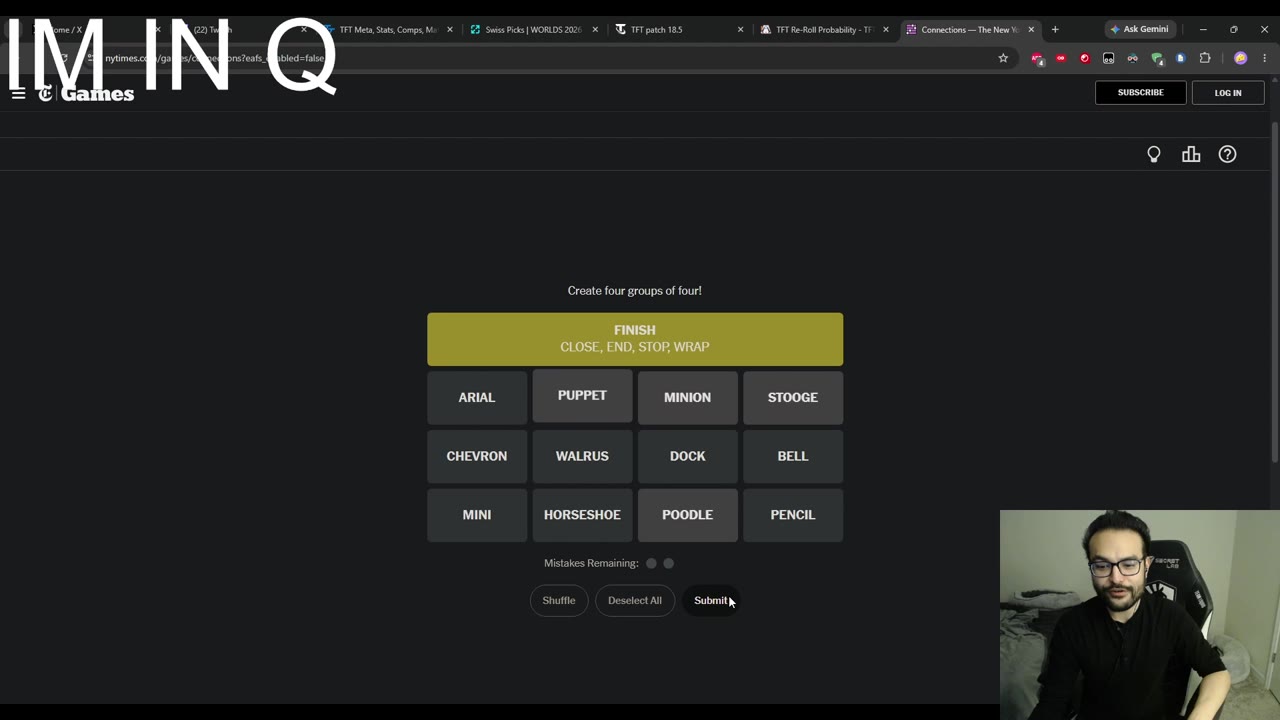 IM IN Q
TFT Meta, Stats, Comps, Ma
Swiss Picks | WORLDS 2026
TFT patch 18.5
TFT Re-Roll Probability - TFT
Connections — The New Yo
Ask Gemini
Games
SUBSCRIBE
LOG IN
Create four groups of four!
FINISH
CLOSE, END, STOP, WRAP
ARIAL
PUPPET
MINION
STOOGE
CHEVRON
WALRUS
DOCK
BELL
MINI
HORSESHOE
POODLE
PENCIL
Mistakes Remaining:
Shuffle
Deselect All
Submit